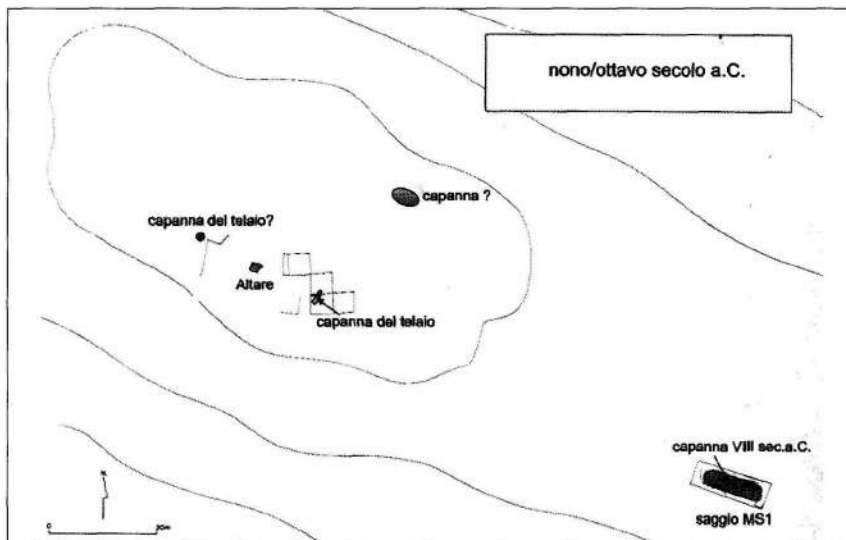 nono/ottavo secolo a.C.
capanna ?
capanna del telaio?
Altare
capanna del telaio
capanna VIII sec.a.C.
saggio MS1
N.
0 20m